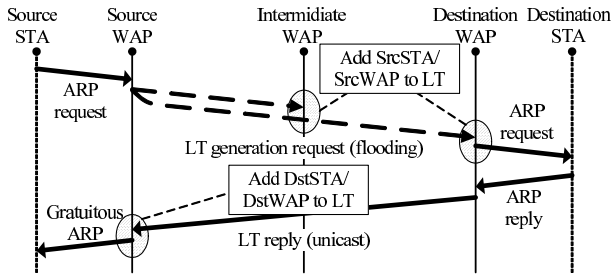 Source
STA
Source
WAP
Intermidiate
WAP
Destination
WAP
Destination
STA
Add SrcSTA/
SrcWAP to LT
ARP
request
ARP
request
LT generation request (flooding)
Add DstSTA/
DstWAP to LT
ARP
reply
Gratuitous
ARP
LT reply (unicast)